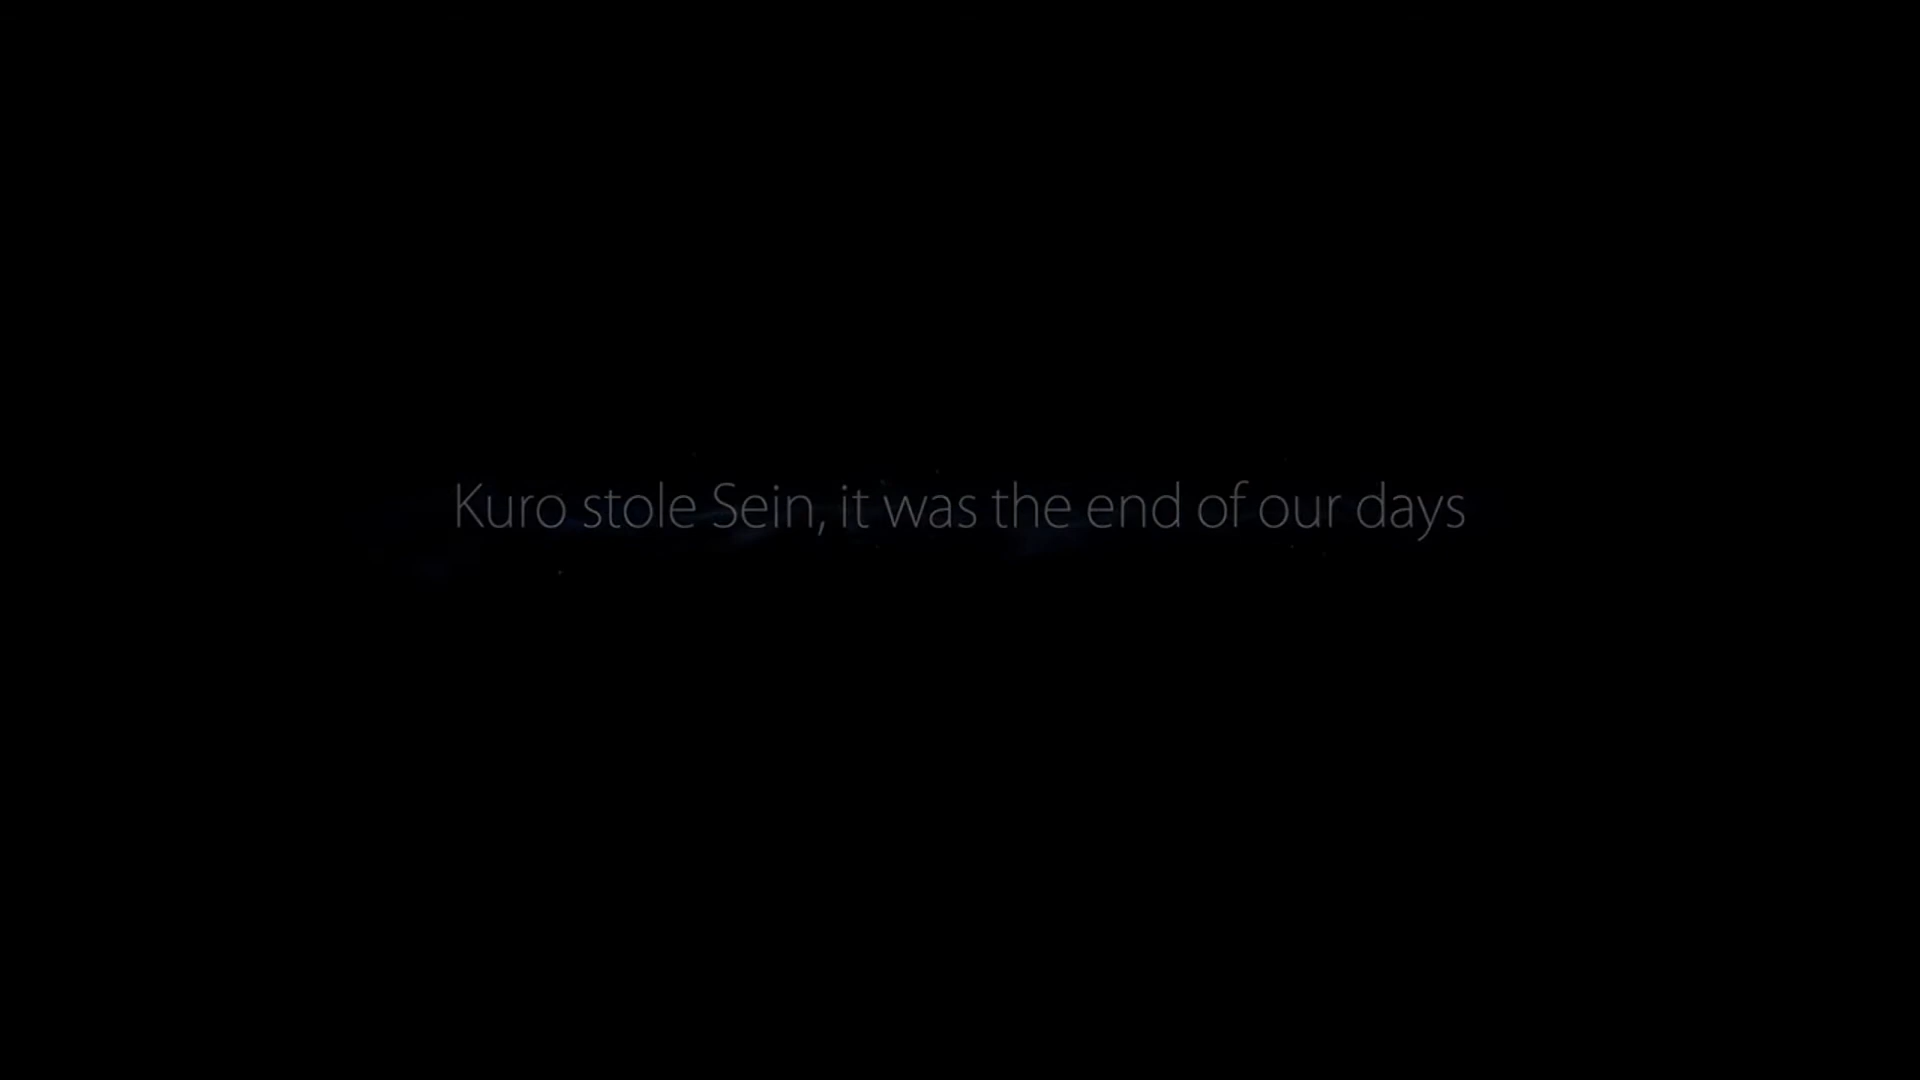 Kuro stole Sein, it was the end of our days